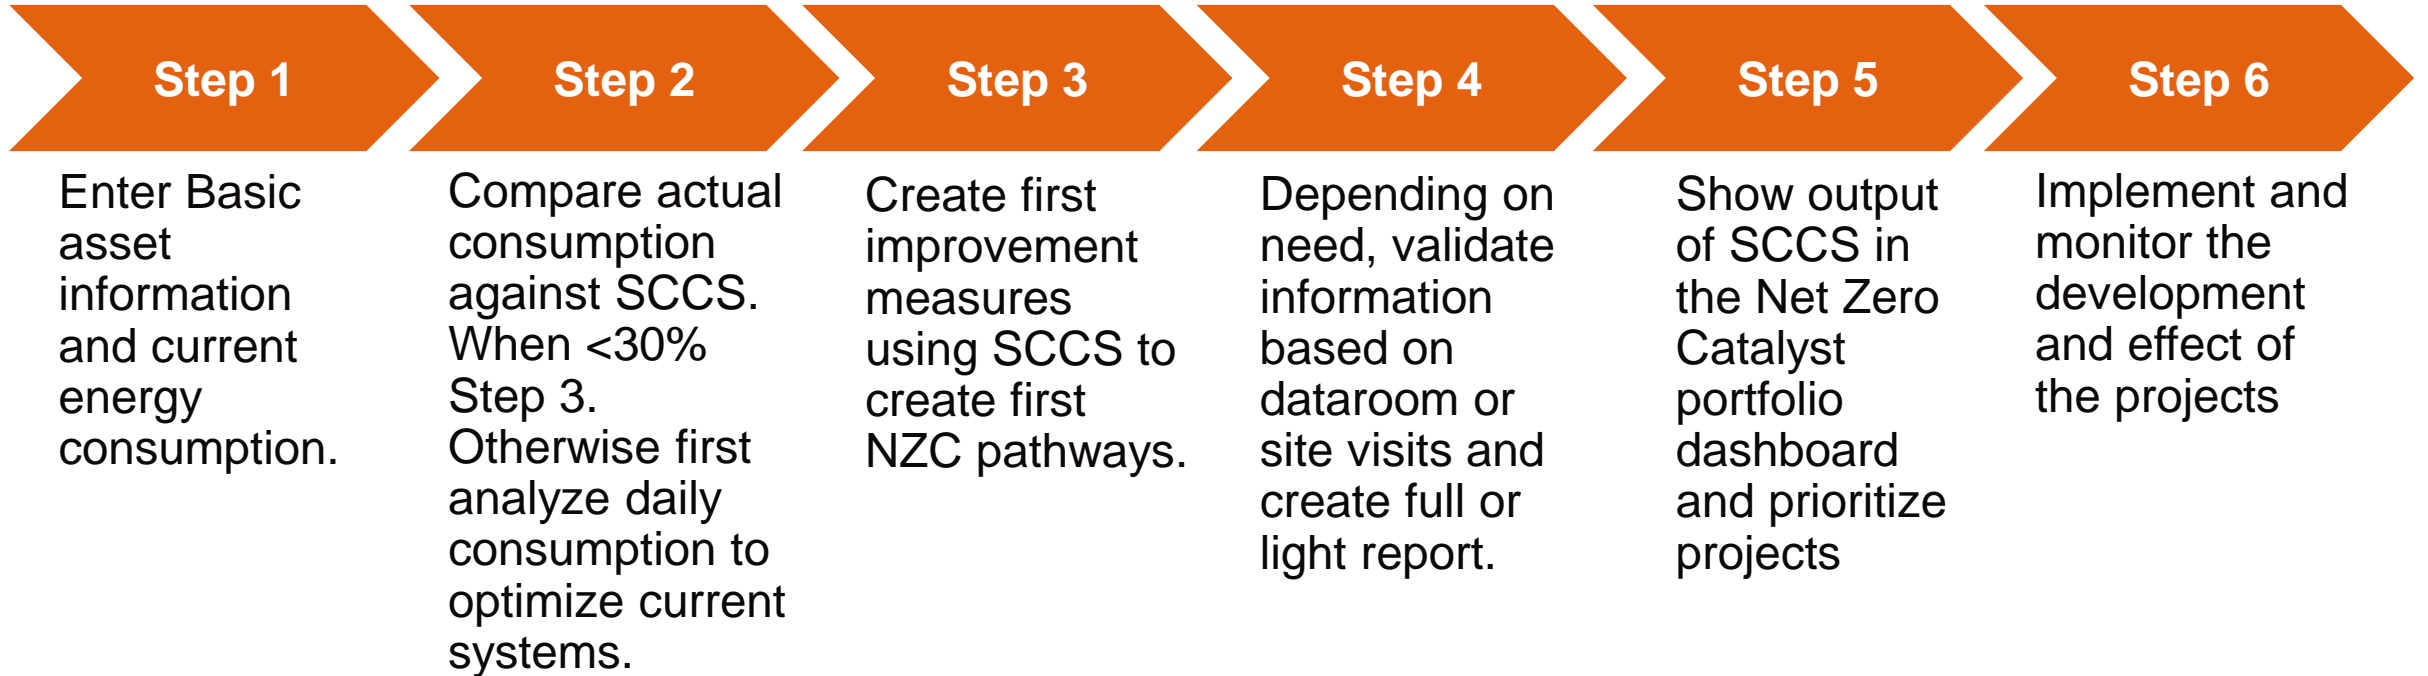 Step 1
Enter Basic
asset
information
and current
energy
consumption.
Step 2
Compare actual
consumption
against SCCS.
When <30%
Step 3.
Otherwise first
analyze daily
consumption to
optimize current
systems.
Step 3
Create first
improvement
measures
using SCCS to
create first
NZC pathways.
Step 4
Depending on
need, validate
information
based on
dataroom or
site visits and
create full or
light report.
Step 5
Show output
of SCCS in
the Net Zero
Catalyst
portfolio
dashboard
and prioritize
projects
Step 6
Implement and
monitor the
development
and effect of
the projects